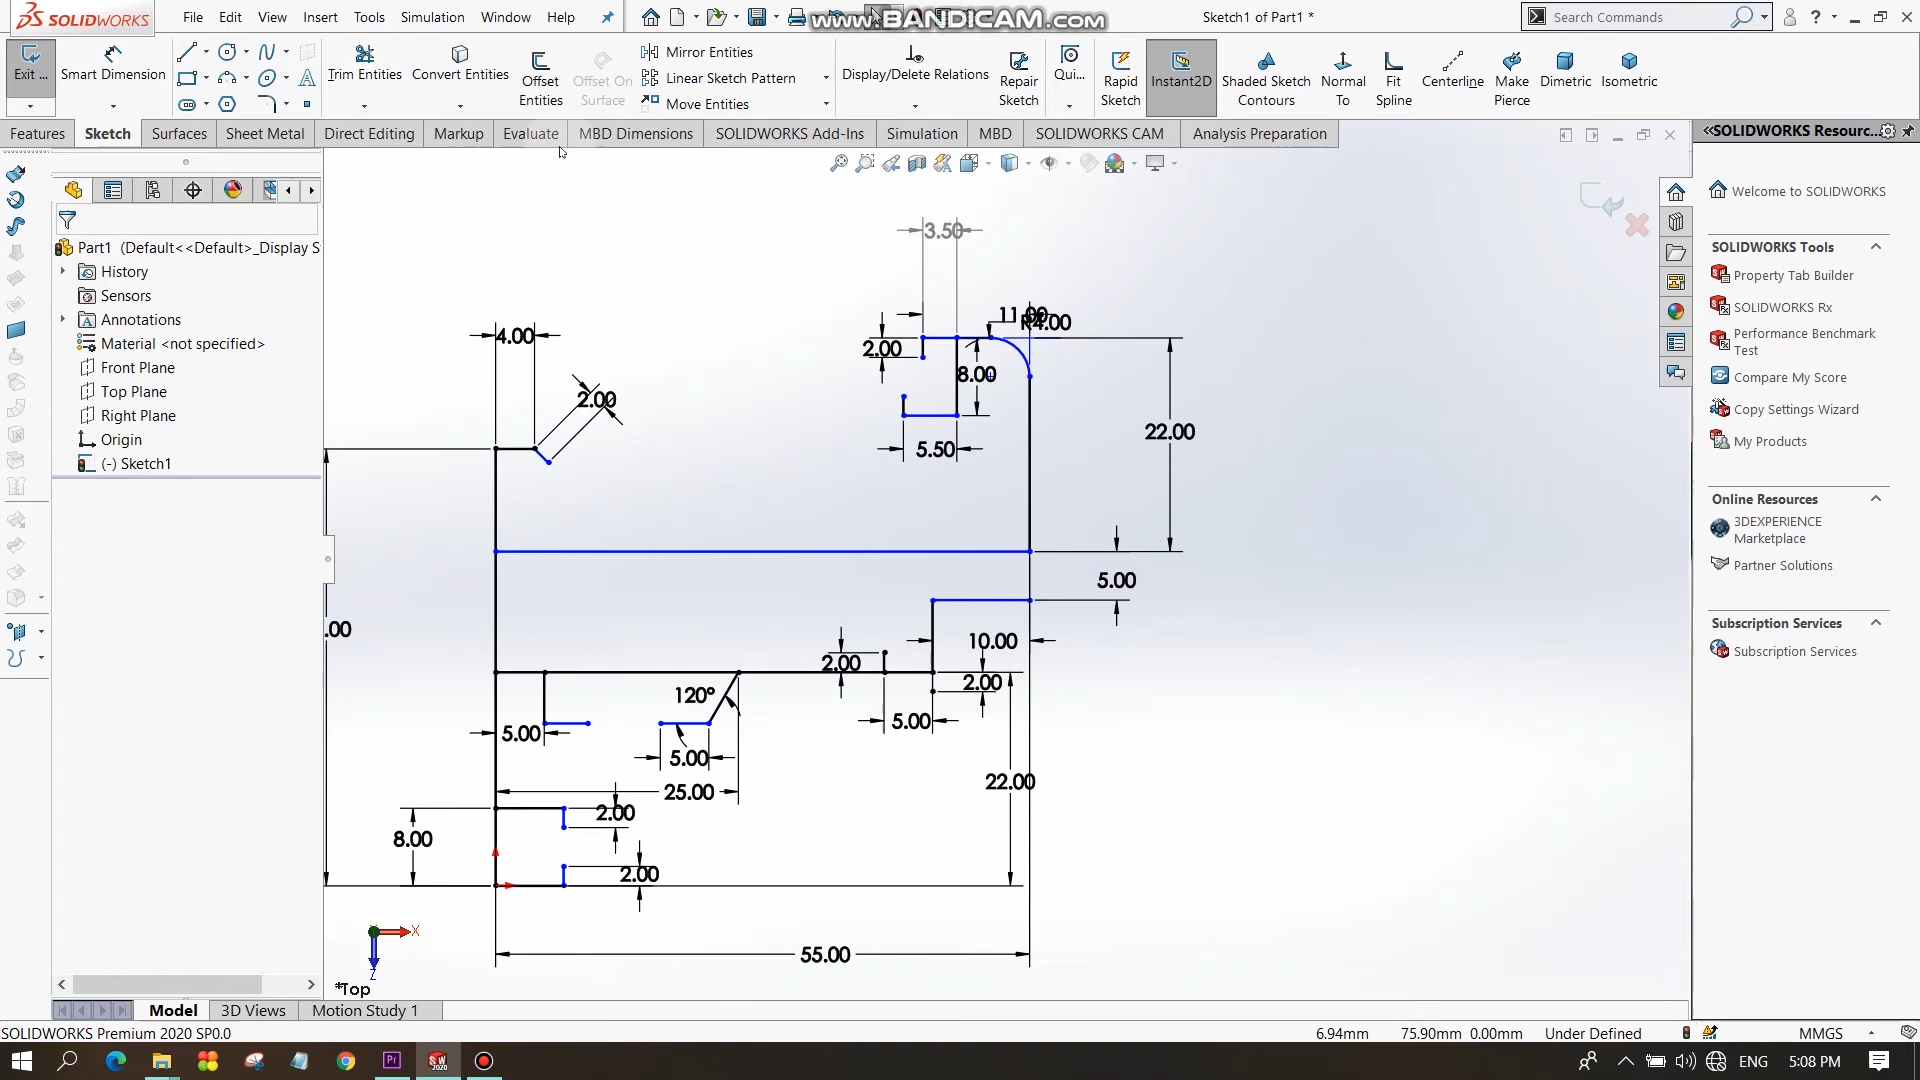 SOLIDWORKS
File Edit View Insert Tools Simulation Window Help
www.BANDICAM.com
Sketch1 of Part1 *
Search Commands
Exit ...
Smart Dimension
Trim Entities
Convert Entities
Offset Entities
Offset On Surface
Mirror Entities
Linear Sketch Pattern
Move Entities
Display/Delete Relations
Repair Sketch
Qui...
Rapid Sketch
Instant2D
Shaded Sketch Contours
Normal To
Fit Spline
Centerline
Make Pierce
Dimetric
Isometric
Features Sketch Surfaces Sheet Metal Direct Editing Markup Evaluate MBD Dimensions SOLIDWORKS Add-Ins Simulation MBD SOLIDWORKS CAM Analysis Preparation
Part1 (Default<<Default>_Display S
History
Sensors
Annotations
Material <not specified>
Front Plane
Top Plane
Right Plane
Origin
(-) Sketch1
3.50
11.00
R4.00
4.00
2.00
8.00
2.00
22.00
5.50
5.00
.00
10.00
2.00
2.00
120°
5.00
5.00
5.00
22.00
25.00
2.00
8.00
2.00
55.00
X
Z
*Top
Model 3D Views Motion Study 1
SOLIDWORKS Resourc...
Welcome to SOLIDWORKS
SOLIDWORKS Tools
Property Tab Builder
SOLIDWORKS Rx
Performance Benchmark
Test
Compare My Score
Copy Settings Wizard
My Products
Online Resources
3DEXPERIENCE
Marketplace
Partner Solutions
Subscription Services
Subscription Services
SOLIDWORKS Premium 2020 SP0.0
6.94mm 75.90mm 0.00mm Under Defined MMGS
ENG 5:08 PM